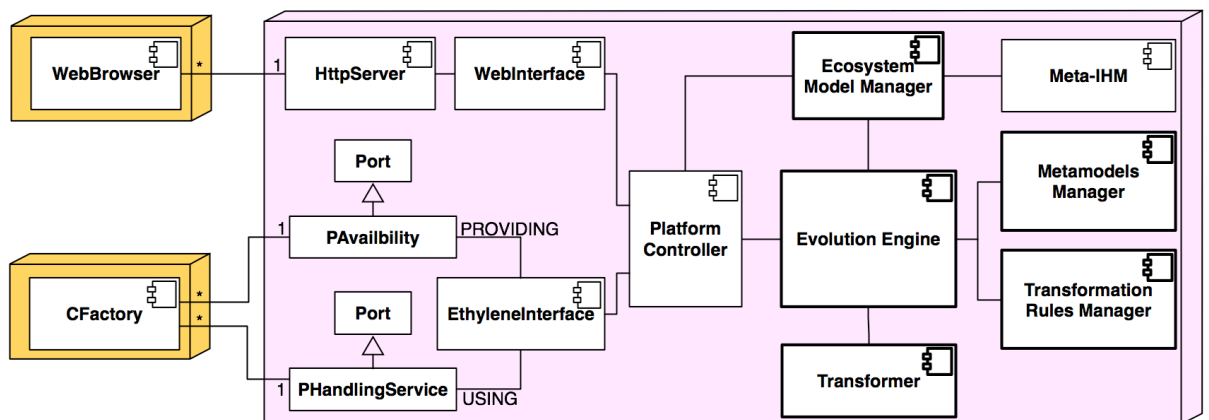 WebBrowser
*
1
HttpServer
WebInterface
Ecosystem
Model Manager
Meta-IHM
Port
Metamodels
Manager
1
PAvailbility
PROVIDING
Platform
Controller
Evolution Engine
CFactory
*
*
Port
EthyleneInterface
Transformation
Rules Manager
1
PHandlingService
USING
Transformer